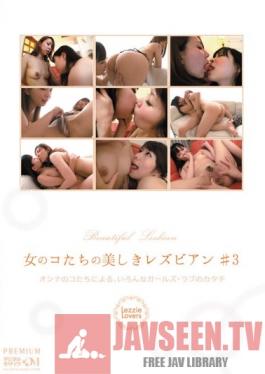 Beautiful Lesbian
女のコたちの美しきレズビアン #3
オンナのコたちによる、いろんなガールズ・ラブのカタチ
Lezzie Lovers
PREMIUM
JAVSEEN.TV
FREE JAV LIBRARY